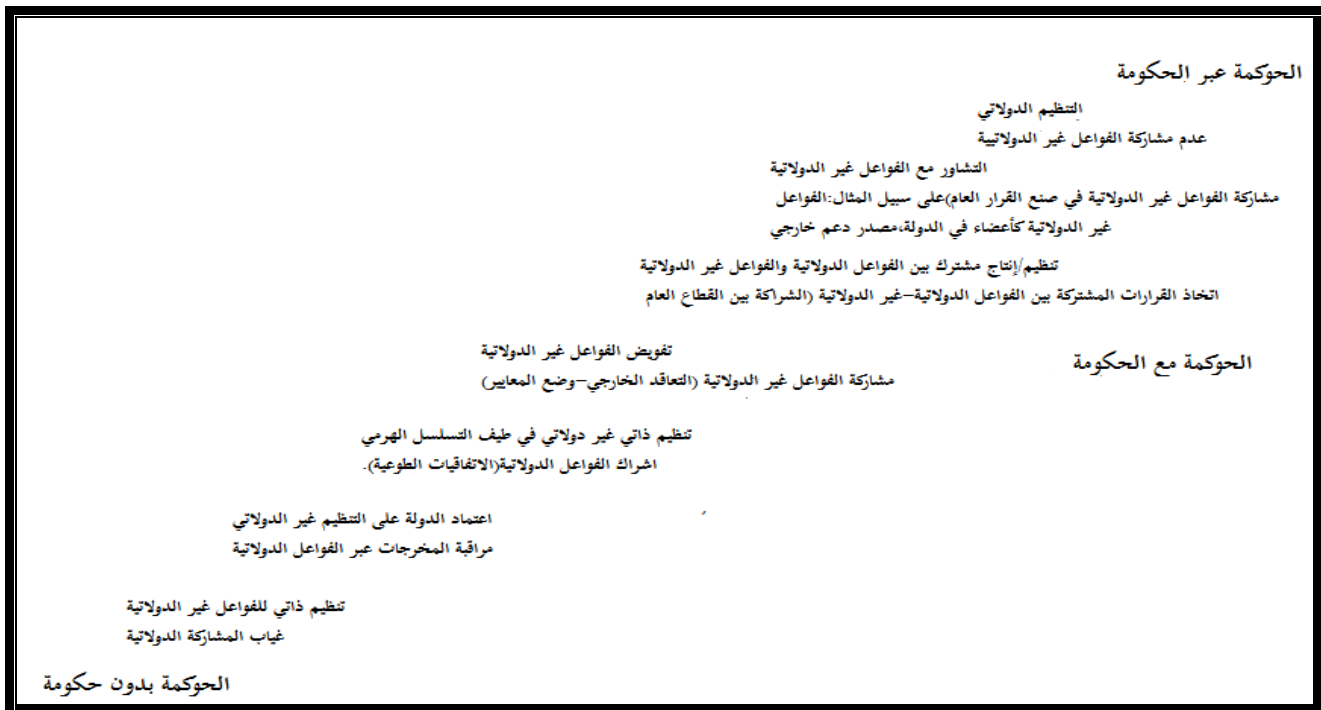 الحوكمة عبر الحكومة
التنظيم الدولاتي
عدم مشاركة الفواعل غير الدولاتيية
التشاور مع الفواعل غير الدولاتية
مشاركة الفواعل غير الدولاتية في صنع القرار العام)على سبيل المثال:الفواعل
غير الدولاتية كأعضاء في الدولة،مصدر دعم خارجي
تنظيم/إنتاج مشترك بين الفواعل الدولاتية والفواعل غير الدولاتية
اتخاذ القرارات المشتركة بين الفواعل الدولاتية–غير الدولاتية (الشراكة بين القطاع العام
الحوكمة مع الحكومة
تفويض الفواعل غير الدولاتية
مشاركة الفواعل غير الدولاتية (التعاقد الخارجي–وضع المعايير)
تنظيم ذاتي غير دولاتي في طيف التسلسل الهرمي
اشراك الفواعل الدولاتية(الاتفاقيات الطوعية).
اعتماد الدولة على التنظيم غير الدولاتي
مراقبة المخرجات عبر الفواعل الدولاتية
تنظيم ذاتي للفواعل غير الدولاتية
غياب المشاركة الدولاتية
الحوكمة بدون حكومة